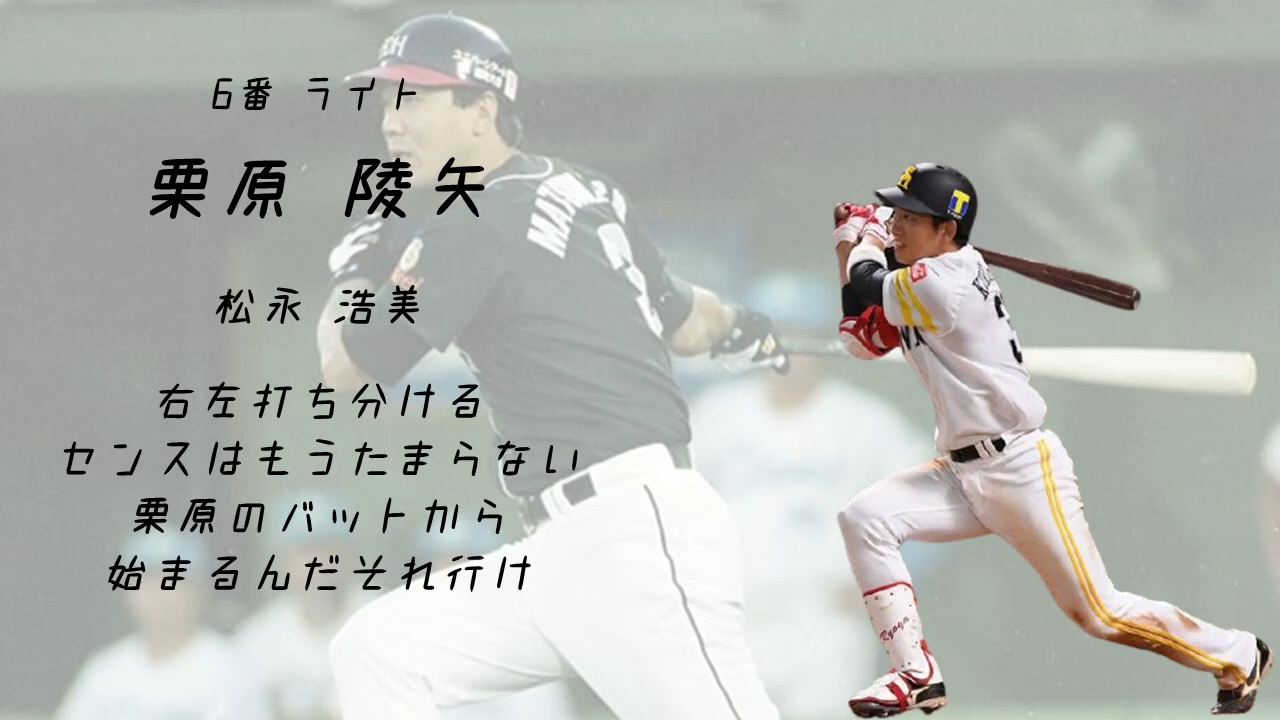 6番 ライト
栗原 陵矢
松永 浩美
右左打ち分ける
センスはもうたまらない
栗原のバットから
始まるんだそれ行け
Ryoya